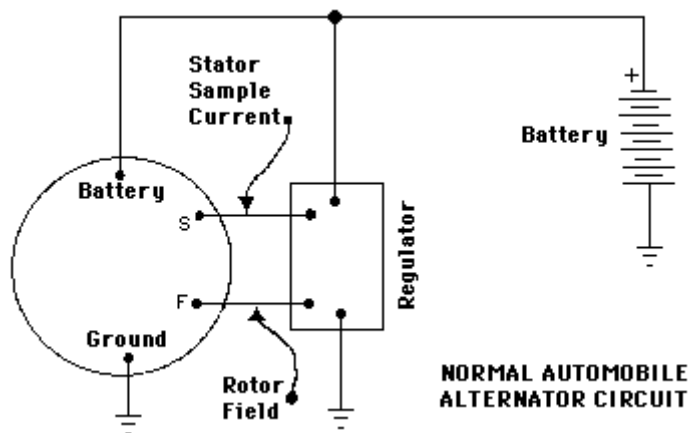 Stator
Sample
Current
+
Battery
Battery
S
Regulator
F
Ground
Rotor
Field
NORMAL AUTOMOBILE
ALTERNATOR CIRCUIT